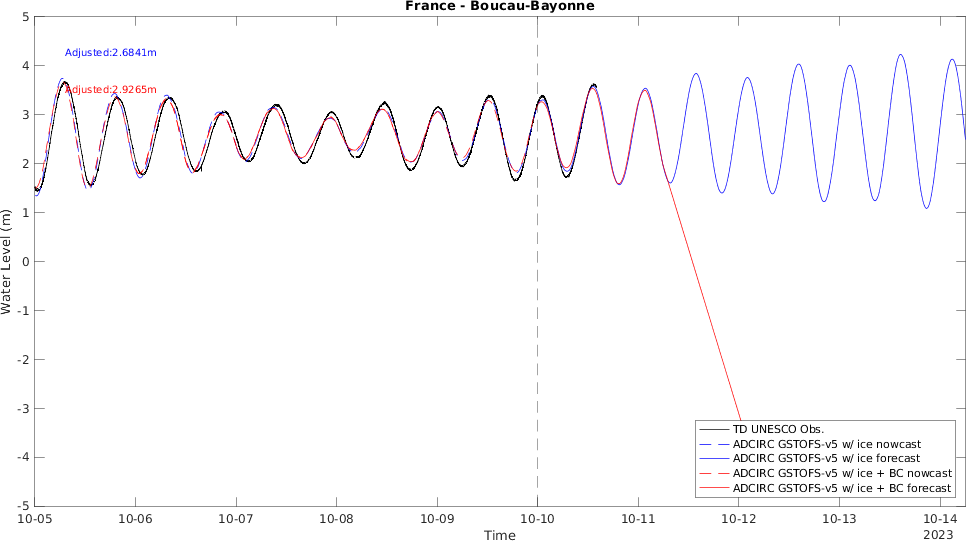 France - Boucau-Bayonne
5
4
3
2
1
0
-1
-2
-3
-4
-5
Water Level (m)
Adjusted:2.6841m
Adjusted:2.9265m
TD UNESCO Obs.
ADCIRC GSTOFS-v5 w/ ice nowcast
ADCIRC GSTOFS-v5 w/ ice forecast
ADCIRC GSTOFS-v5 w/ ice + BC nowcast
ADCIRC GSTOFS-v5 w/ ice + BC forecast
10-05 10-06 10-07 10-08 10-09 10-10 10-11 10-12 10-13 10-14
2023
Time